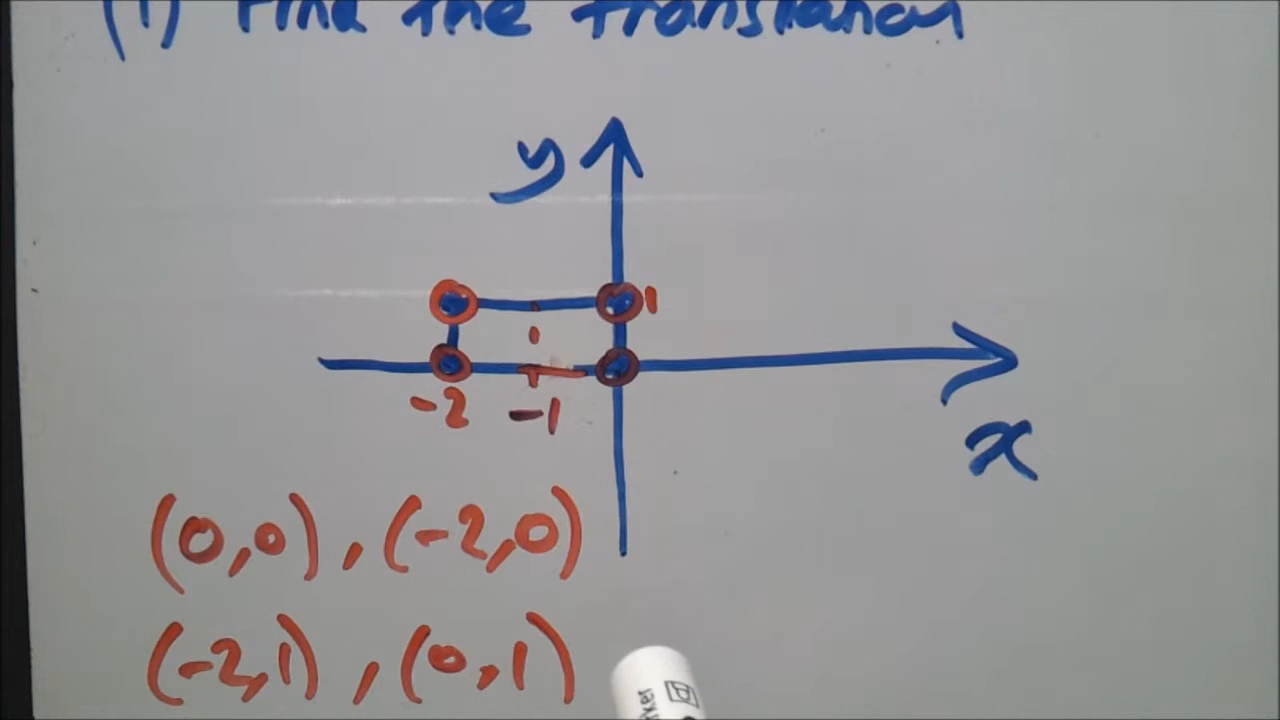 (1) Find the translation
y
1
-2 -1
x
(0,0), (-2,0)
(-2,1), (0,1)